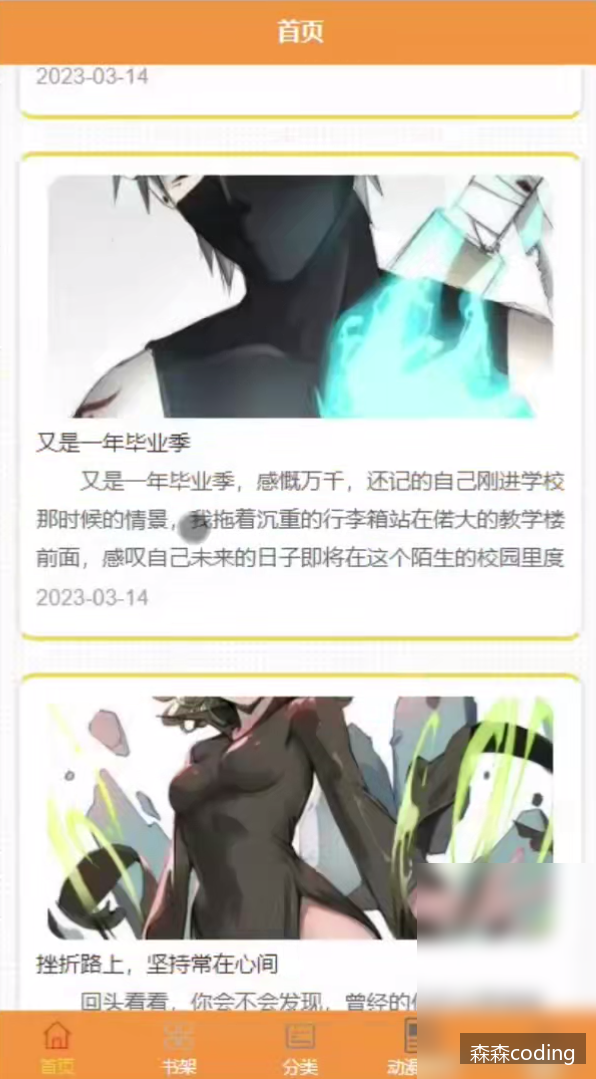 首页
2023-03-14
又是一年毕业季
又是一年毕业季，感慨万千，还记的自己刚进学校
那时候的情景，我拖着沉重的行李箱站在偌大的教学楼
前面，感叹自己未来的日子即将在这个陌生的校园里度
2023-03-14
挫折路上，坚持常在心间
回头看看，你会不会发现，曾经的
首页
书架
分类
动
森森coding